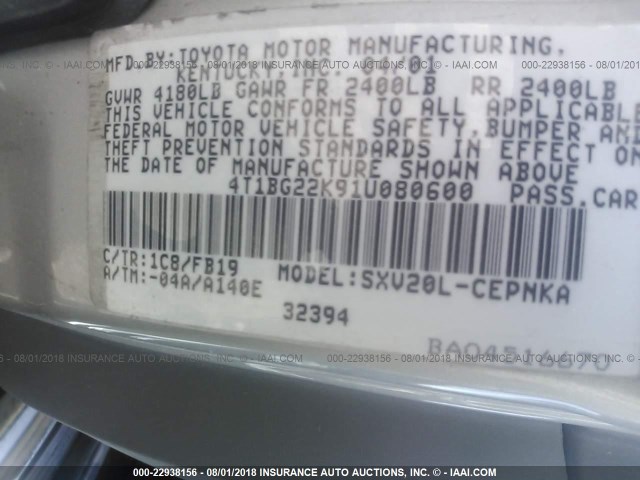 MFD. BY:TOYOTA MOTOR MANUFACTURING,
KENTUCKY, INC. 04/01
GVWR 4180LB GAWR FR 2400LB RR 2400LB
THIS VEHICLE CONFORMS TO ALL APPLICABLE
FEDERAL MOTOR VEHICLE SAFETY, BUMPER AND
THEFT PREVENTION STANDARDS IN EFFECT ON
THE DATE OF MANUFACTURE SHOWN ABOVE
4T1BG22K91U080600 PASS.CAR
C/TR:1C8/FB19 MODEL:SXV20L-CEPNKA
A/TM:-04A/A140E
32394
BA04516870
000-22938156 - 08/01/2018 INSURANCE AUTO AUCTIONS, INC. - IAAI.COM